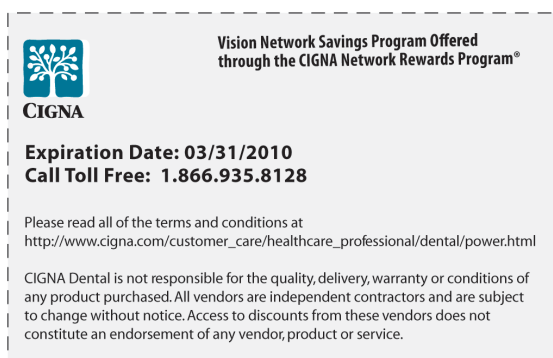 Vision Network Savings Program Offered
through the CIGNA Network Rewards Program®
CIGNA
Expiration Date: 03/31/2010
Call Toll Free: 1.866.935.8128
Please read all of the terms and conditions at
http://www.cigna.com/customer_care/healthcare_professional/dental/power.html
CIGNA Dental is not responsible for the quality, delivery, warranty or conditions of
any product purchased. All vendors are independent contractors and are subject
to change without notice. Access to discounts from these vendors does not
constitute an endorsement of any vendor, product or service.